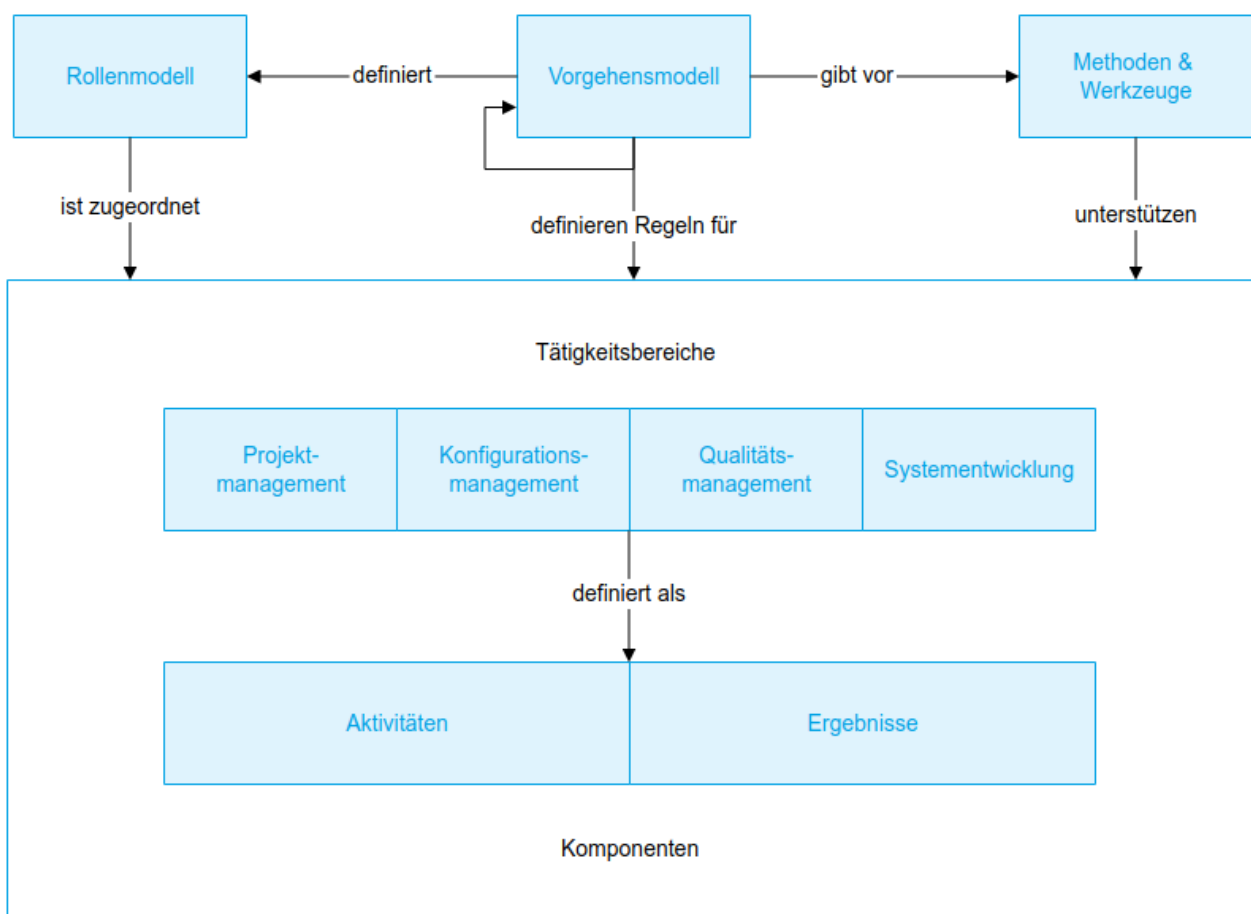 Rollenmodell
definiert
Vorgehensmodell
gibt vor
Methoden &
Werkzeuge
ist zugeordnet
definieren Regeln für
unterstützen
Tätigkeitsbereiche
Projekt-
management
Konfigurations-
management
Qualitäts-
management
Systementwicklung
definiert als
Aktivitäten
Ergebnisse
Komponenten